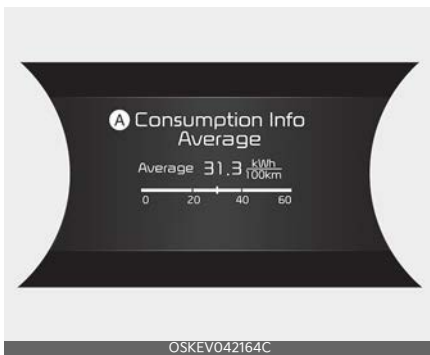 A Consumption Info
Average
Average 31.3 kWh/100km
0 20 40 60
OSKEV042164C